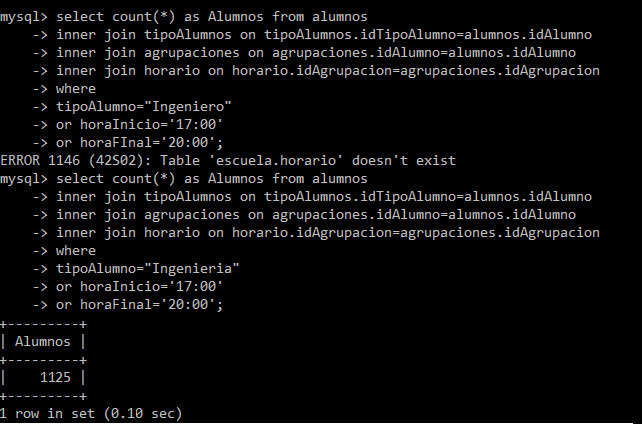 mysql> select count(*) as Alumnos from alumnos
    -> inner join tipoAlumnos on tipoAlumnos.idTipoAlumno=alumnos.idAlumno
    -> inner join agrupaciones on agrupaciones.idAlumno=alumnos.idAlumno
    -> inner join horario on horario.idAgrupacion=agrupaciones.idAgrupacion
    -> where
    -> tipoAlumno="Ingeniero"
    -> or horaInicio='17:00'
    -> or horaFInal='20:00';
ERROR 1146 (42S02): Table 'escuela.horario' doesn't exist
mysql> select count(*) as Alumnos from alumnos
    -> inner join tipoAlumnos on tipoAlumnos.idTipoAlumno=alumnos.idAlumno
    -> inner join agrupaciones on agrupaciones.idAlumno=alumnos.idAlumno
    -> inner join horario on horario.idAgrupacion=agrupaciones.idAgrupacion
    -> where
    -> tipoAlumno="Ingenieria"
    -> or horaInicio='17:00'
    -> or horaFinal='20:00';
+---------+
| Alumnos |
+---------+
|    1125 |
+---------+
1 row in set (0.10 sec)